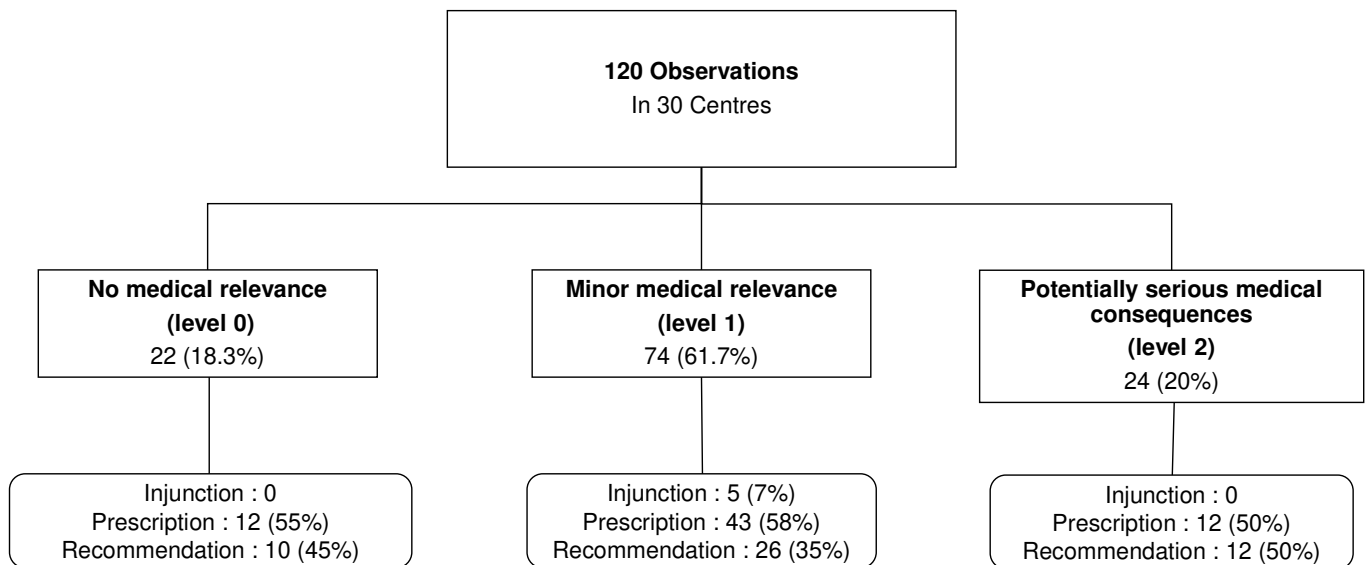 120 Observations
In 30 Centres
No medical relevance
(level 0)
22 (18.3%)
Minor medical relevance
(level 1)
74 (61.7%)
Potentially serious medical
consequences
(level 2)
24 (20%)
Injunction : 0
Prescription : 12 (55%)
Recommendation : 10 (45%)
Injunction : 5 (7%)
Prescription : 43 (58%)
Recommendation : 26 (35%)
Injunction : 0
Prescription : 12 (50%)
Recommendation : 12 (50%)